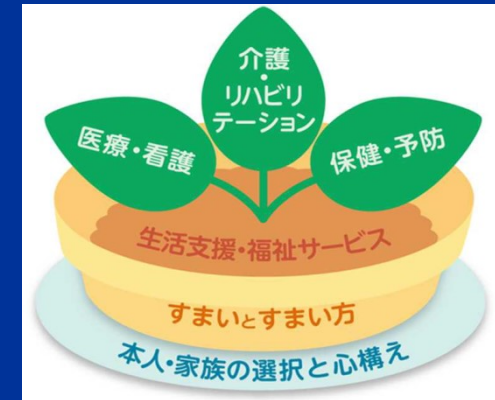 介護
・
リハビリ
テーション
医療・看護
保健・予防
生活支援・福祉サービス
すまいとすまい方
本人・家族の選択と心構え